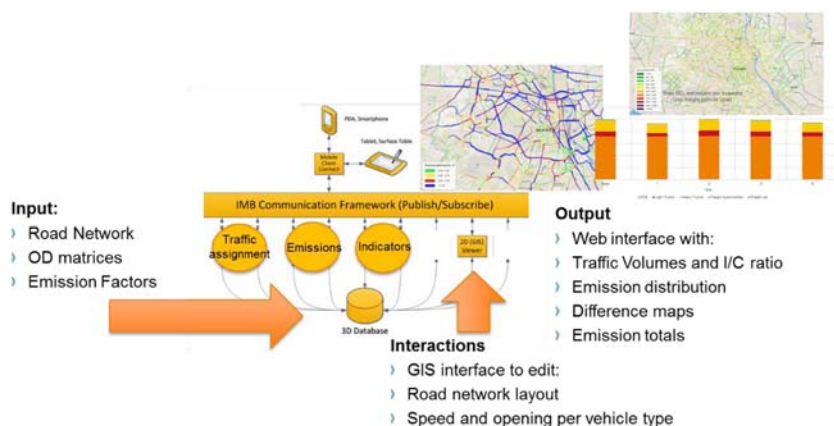 PDA, Smartphone
Tablet, Surface Table
Mobile
Client
Connect
IMB Communication Framework (Publish/Subscribe)
Traffic
assignment
Emissions
Indicators
2D (GIS)
Viewer
3D Database
Input:
› Road Network
› OD matrices
› Emission Factors
Interactions
› GIS interface to edit:
› Road network layout
› Speed and opening per vehicle type
Output
› Web interface with:
› Traffic Volumes and I/C ratio
› Emission distribution
› Difference maps
› Emission totals